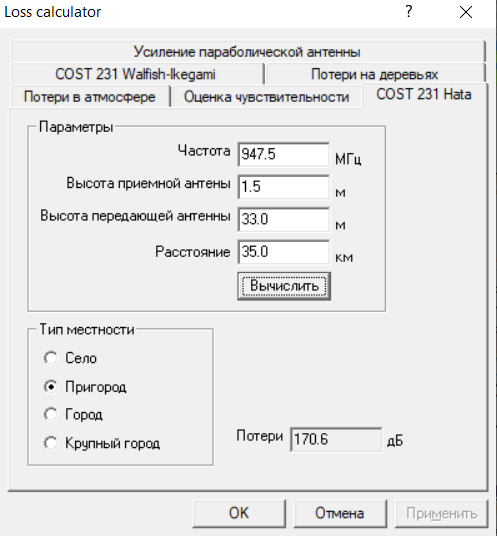 Loss calculator ?
Усиление параболической антенны
COST 231 Walfish-Ikegami Потери на деревьях
Потери в атмосфере Оценка чувствительности COST 231 Hata
Параметры
Частота 947.5 МГц
Высота приемной антены 1.5 м
Высота передающей антенны 33.0 м
Расстояние 35.0 км
Вычислить
Тип местности
Село
Пригород
Город
Крупный город
Потери 170.6 дБ
OK Отмена Применить